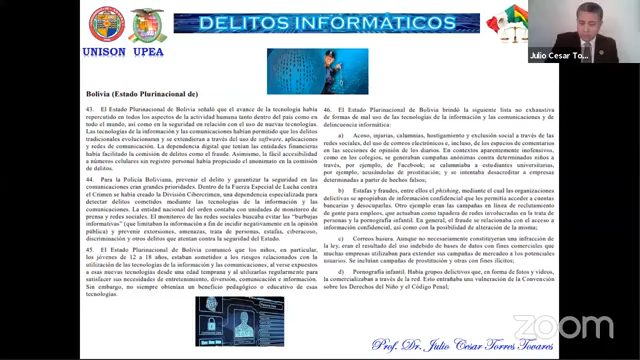 DELITOS INFORMÁTICOS
UNISON UPEA
Julio Cesar To...
Bolivia (Estado Plurinacional de)
43. El Estado Plurinacional de Bolivia señaló que el avance de la tecnología había
repercutido en todos los aspectos de la actividad humana tanto dentro del país como en
todo el mundo, así como en la seguridad en relación con el uso de nuevas tecnologías.
Las tecnologías de la información y las comunicaciones habían permitido que los delitos
tradicionales evolucionaran y se extendieran a través del uso de software, aplicaciones
y redes de comunicación. La dependencia digital que tenían las entidades financieras
había facilitado la comisión de delitos como el fraude. Asimismo, la fácil accesibilidad
a números celulares sin registro personal había propiciado el anonimato en la comisión
de delitos.
44. Para la Policía Boliviana, prevenir el delito y garantizar la seguridad en las
comunicaciones eran grandes prioridades. Dentro de la Fuerza Especial de Lucha contra
el Crimen se había creado la División Cibercrimen, una dependencia especializada para
detectar delitos cometidos mediante las tecnologías de la información y las
comunicaciones. La entidad nacional del orden contaba con unidades de monitoreo de
prensa y redes sociales. El monitoreo de las redes sociales buscaba evitar las "burbujas
informativas" (que limitaban la información a fin de incidir negativamente en la opinión
pública) y prevenir extorsiones, amenazas, trata de personas, estafas, ciberacoso,
discriminación y otros delitos que atentan contra la seguridad del Estado.
45. El Estado Plurinacional de Bolivia comunicó que los niños, en particular,
los jóvenes de 12 a 18 años, estaban sometidos a los riesgos relacionados con la
utilización de las tecnologías de la información y las comunicaciones, al verse expuestos
a esas nuevas tecnologías desde una edad temprana y al utilizarlas regularmente para
satisfacer sus necesidades de entretenimiento, diversión, comunicación e información.
Sin embargo, no siempre obtenían un beneficio pedagógico o educativo de esas
tecnologías.
46. El Estado Plurinacional de Bolivia brindó la siguiente lista no exhaustiva
de formas de mal uso de las tecnologías de la información y las comunicaciones y de
delincuencia informática:
a) Acoso, injurias, calumnias, hostigamiento y exclusión social a través de las
redes sociales, del uso de correos electrónicos e, incluso, de los espacios de comentarios
en las secciones de opinión de los diarios. En contextos aparentemente inofensivos, como
en los colegios, se generaban campañas anónimas contra determinados niños a
través, por ejemplo, de Facebook; se calumniaba a estudiantes universitarias,
por ejemplo, acusándolas de prostitución, y se intentaba desacreditar a empresas
determinadas a partir de hechos falsos;
b) Estafas y fraudes, entre ellos el phishing, mediante el cual las organizaciones
delictivas se apropiaban de información confidencial que les permitía acceder a cuentas
bancarias y desocuparlas. Otro ejemplo eran las campañas en línea de reclutamiento
de gente para empleos, que actuaban como tapadera de redes involucradas en la trata de
personas y la pornografía infantil. En general, el fraude se relacionaba con el acceso a
información confidencial, así como con la posibilidad de alteración de la misma;
c) Correos basura. Aunque no necesariamente constituyeran una infracción de
la ley, eran el resultado del uso indebido de bases de datos con fines comerciales que
muchas empresas utilizaban para extender sus campañas de mercadeo a los potenciales
usuarios. Se incluían campañas de prostitución y otras con fines ilícitos;
d) Pornografía infantil. Había grupos delictivos que, en forma de fotos y videos,
la comercializaban a través de la red. Esto entrañaba una vulneración de la Convención
sobre los Derechos del Niño y el Código Penal;
zoom
Prof. Dr. Julio Cesar Torres Tovares